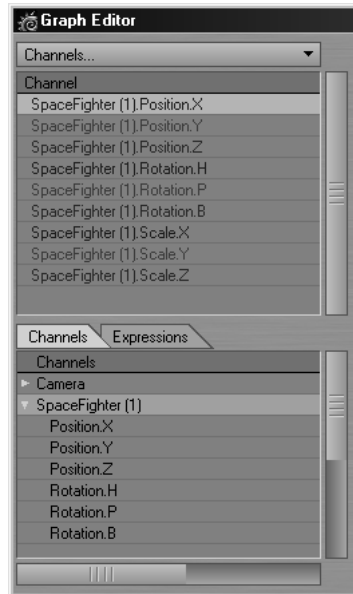 Graph Editor
Channels...
Channel
SpaceFighter (1).Position.X
SpaceFighter (1).Position.Y
SpaceFighter (1).Position.Z
SpaceFighter (1).Rotation.H
SpaceFighter (1).Rotation.P
SpaceFighter (1).Rotation.B
SpaceFighter (1).Scale.X
SpaceFighter (1).Scale.Y
SpaceFighter (1).Scale.Z
Channels Expressions
Channels
Camera
SpaceFighter (1)
Position.X
Position.Y
Position.Z
Rotation.H
Rotation.P
Rotation.B